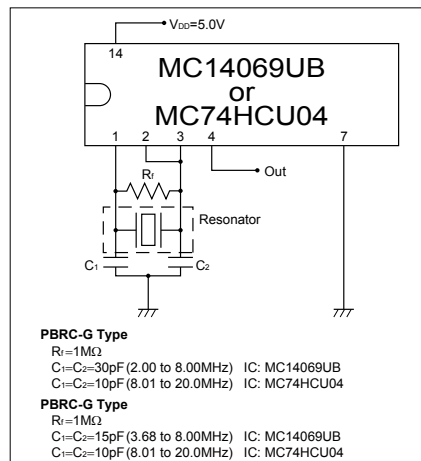 VDD=5.0V
14
MC14069UB
or
MC74HCU04
1 2 3 4 7
Out
Rf
Resonator
C1 C2
PBRC-G Type
Rf=1MΩ
C1=C2=30pF(2.00 to 8.00MHz) IC: MC14069UB
C1=C2=10pF(8.01 to 20.0MHz) IC: MC74HCU04
PBRC-G Type
Rf=1MΩ
C1=C2=15pF(3.68 to 8.00MHz) IC: MC14069UB
C1=C2=10pF(8.01 to 20.0MHz) IC: MC74HCU04